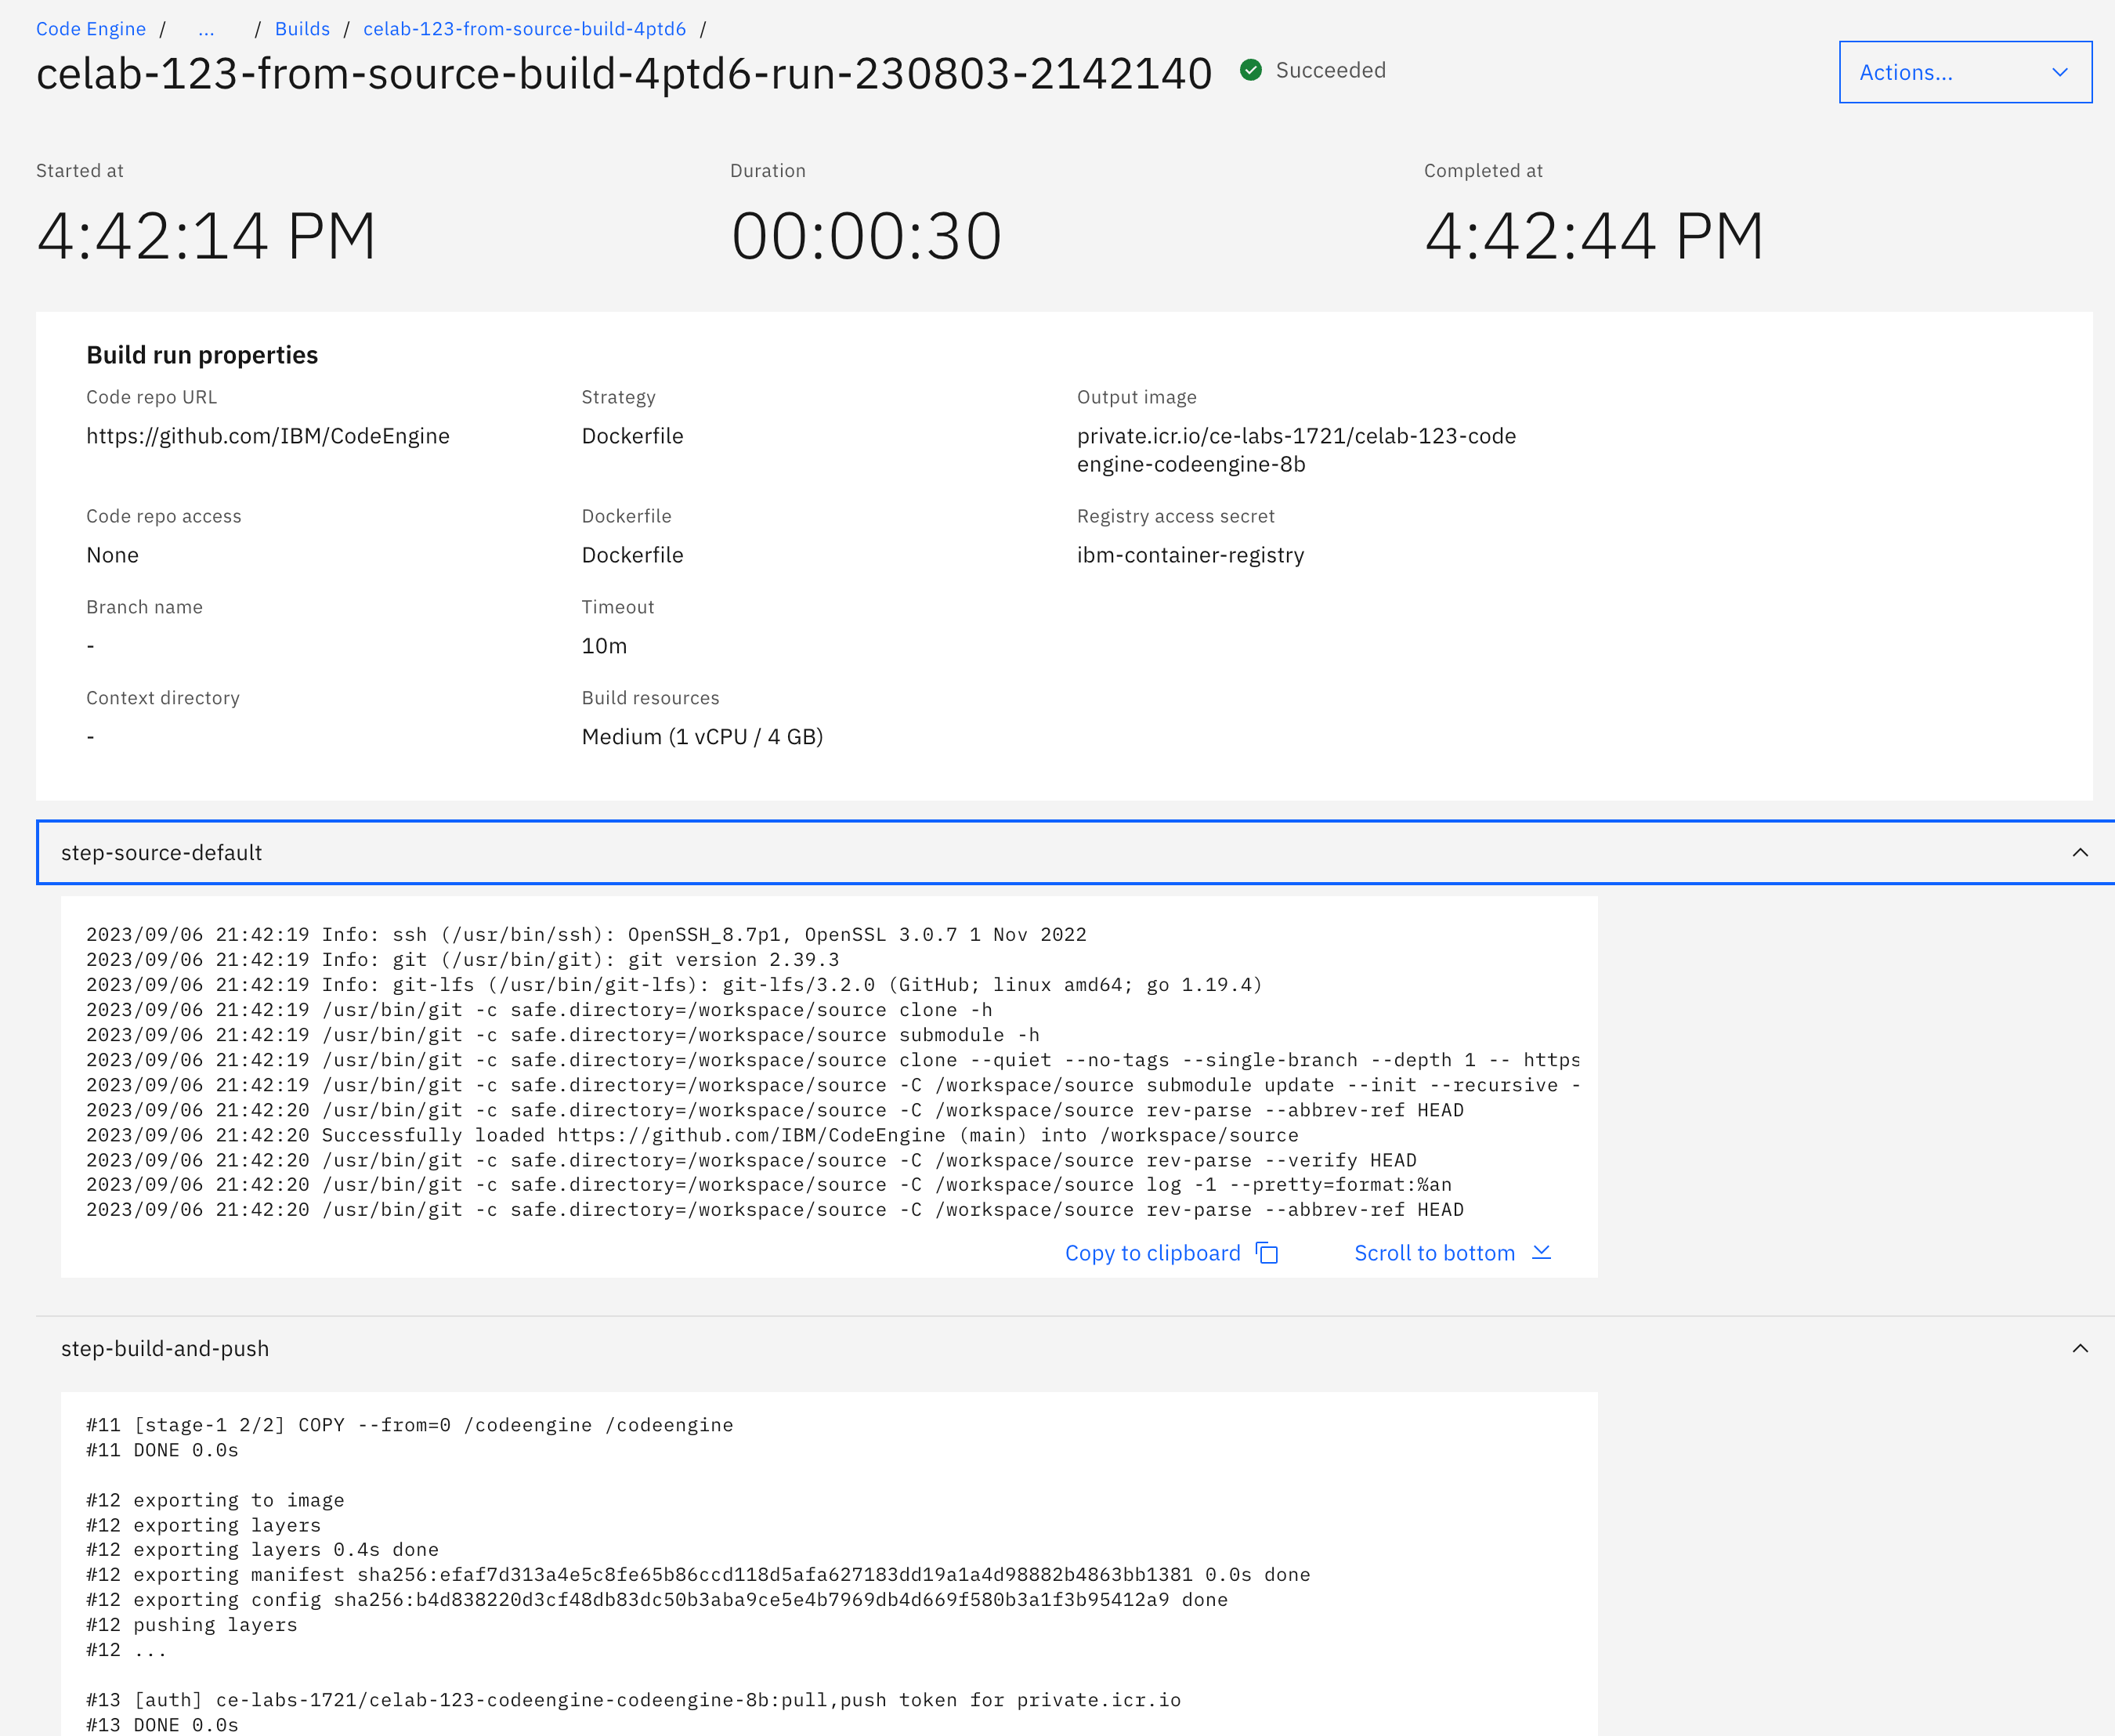 Code Engine / ... / Builds / celab-123-from-source-build-4ptd6 /
celab-123-from-source-build-4ptd6-run-230803-2142140 Succeeded
Actions...
Started at
4:42:14 PM
Duration
00:00:30
Completed at
4:42:44 PM
Build run properties
Code repo URL
https://github.com/IBM/CodeEngine
Strategy
Dockerfile
Output image
private.icr.io/ce-labs-1721/celab-123-code
engine-codeengine-8b
Code repo access
None
Dockerfile
Dockerfile
Registry access secret
ibm-container-registry
Branch name
-
Timeout
10m
Context directory
-
Build resources
Medium (1 vCPU / 4 GB)
step-source-default
2023/09/06 21:42:19 Info: ssh (/usr/bin/ssh): OpenSSH_8.7p1, OpenSSL 3.0.7 1 Nov 2022
2023/09/06 21:42:19 Info: git (/usr/bin/git): git version 2.39.3
2023/09/06 21:42:19 Info: git-lfs (/usr/bin/git-lfs): git-lfs/3.2.0 (GitHub; linux amd64; go 1.19.4)
2023/09/06 21:42:19 /usr/bin/git -c safe.directory=/workspace/source clone -h
2023/09/06 21:42:19 /usr/bin/git -c safe.directory=/workspace/source submodule -h
2023/09/06 21:42:19 /usr/bin/git -c safe.directory=/workspace/source clone --quiet --no-tags --single-branch --depth 1 -- https
2023/09/06 21:42:19 /usr/bin/git -c safe.directory=/workspace/source -C /workspace/source submodule update --init --recursive -
2023/09/06 21:42:20 /usr/bin/git -c safe.directory=/workspace/source -C /workspace/source rev-parse --abbrev-ref HEAD
2023/09/06 21:42:20 Successfully loaded https://github.com/IBM/CodeEngine (main) into /workspace/source
2023/09/06 21:42:20 /usr/bin/git -c safe.directory=/workspace/source -C /workspace/source rev-parse --verify HEAD
2023/09/06 21:42:20 /usr/bin/git -c safe.directory=/workspace/source -C /workspace/source log -1 --pretty=format:%an
2023/09/06 21:42:20 /usr/bin/git -c safe.directory=/workspace/source -C /workspace/source rev-parse --abbrev-ref HEAD
Copy to clipboard Scroll to bottom
step-build-and-push
#11 [stage-1 2/2] COPY --from=0 /codeengine /codeengine
#11 DONE 0.0s
#12 exporting to image
#12 exporting layers
#12 exporting layers 0.4s done
#12 exporting manifest sha256:efaf7d313a4e5c8fe65b86ccd118d5afa627183dd19a1a4d98882b4863bb1381 0.0s done
#12 exporting config sha256:b4d838220d3cf48db83dc50b3aba9ce5e4b7969db4d669f580b3a1f3b95412a9 done
#12 pushing layers
#12 ...
#13 [auth] ce-labs-1721/celab-123-codeengine-codeengine-8b:pull,push token for private.icr.io
#13 DONE 0.0s